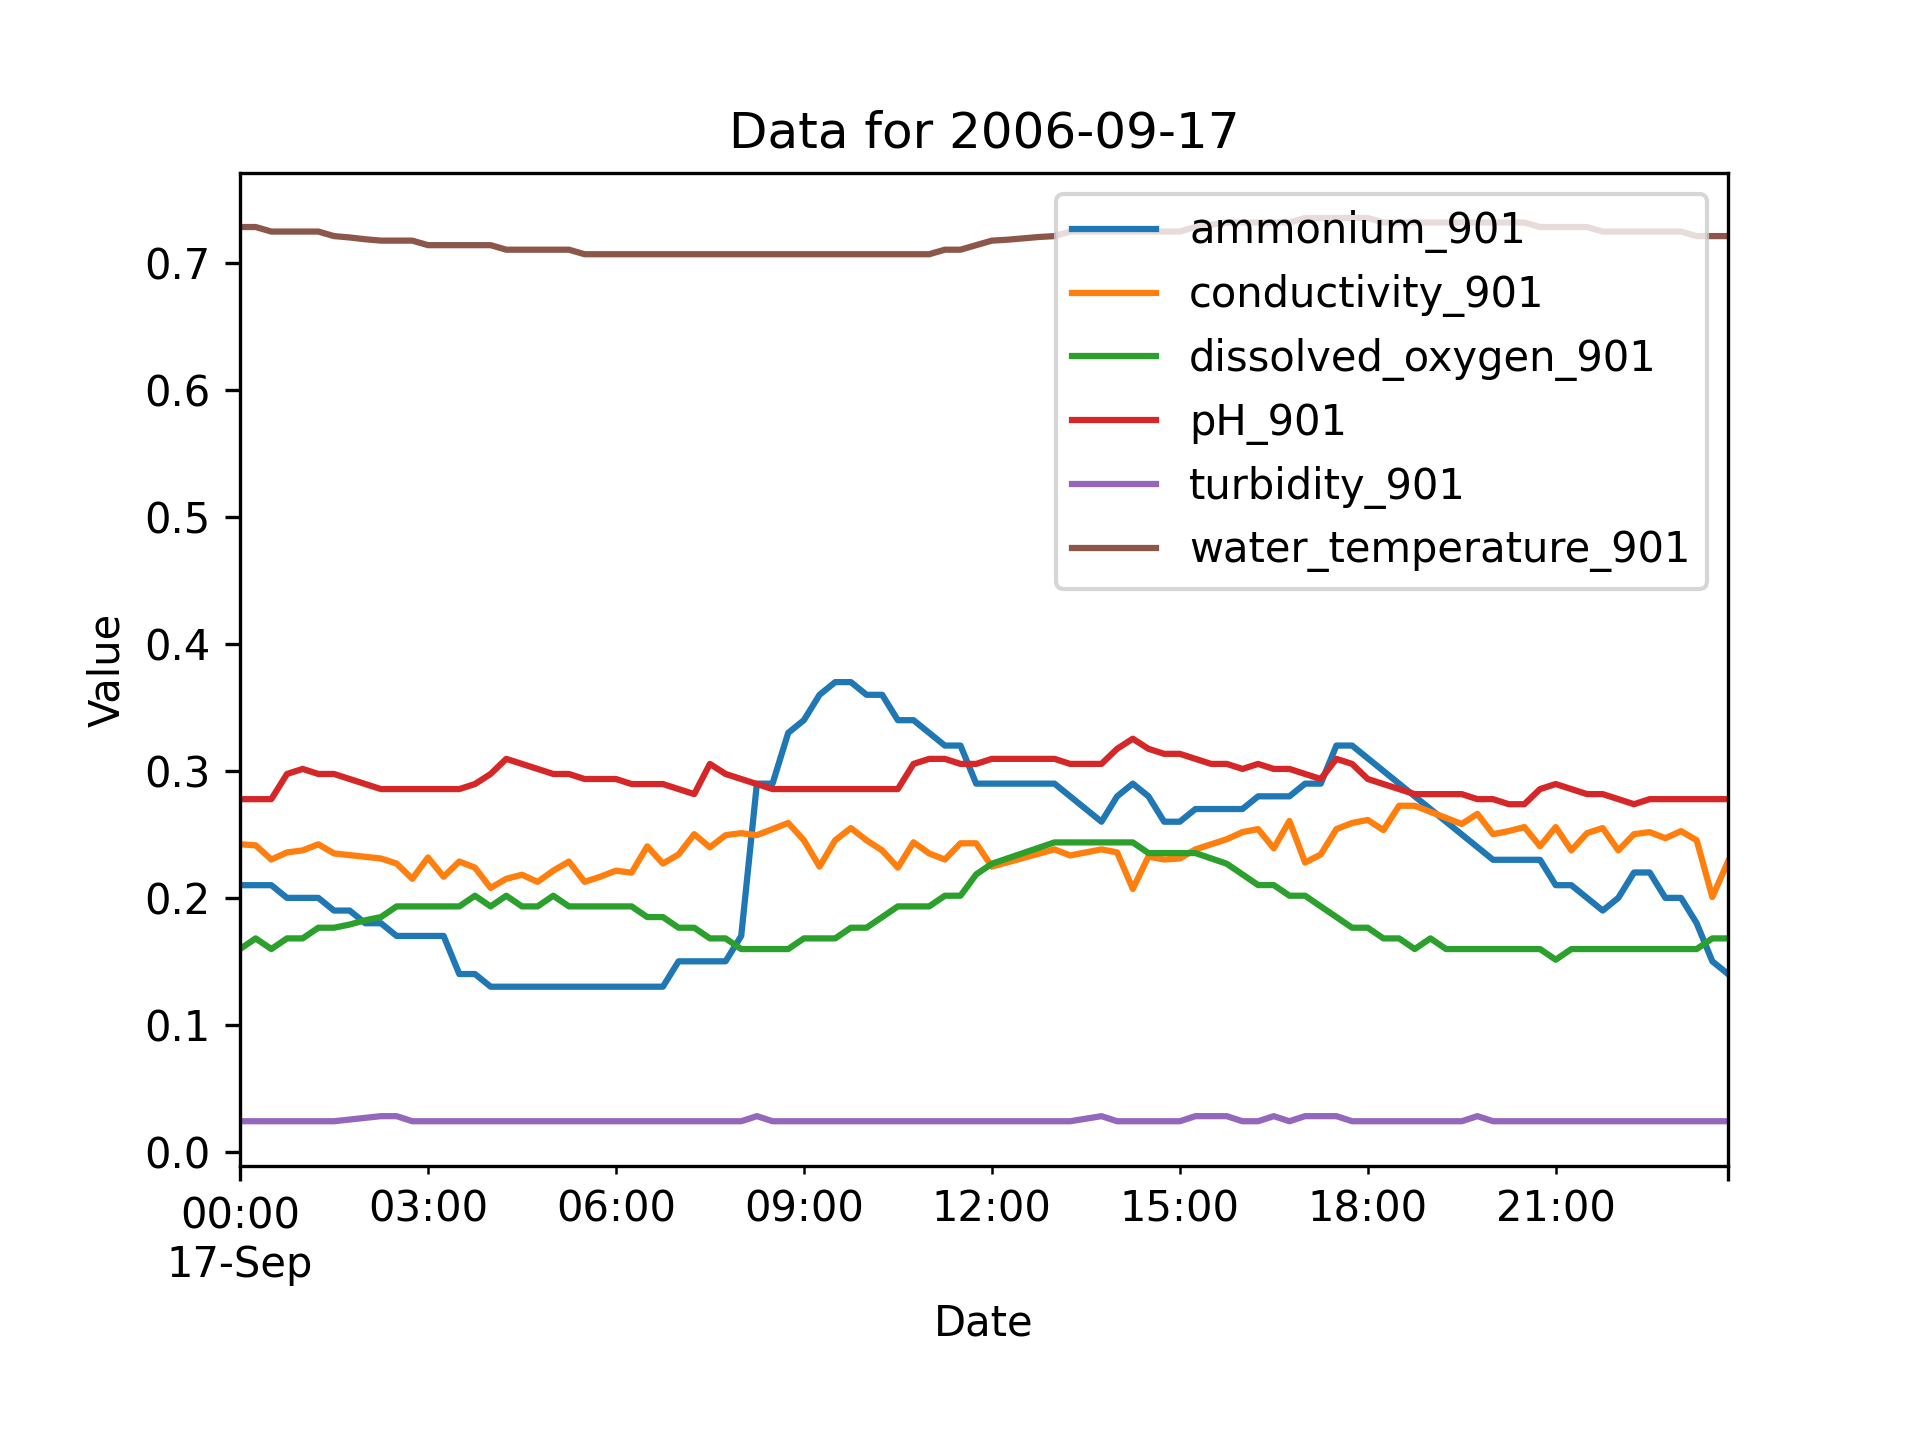 Data for 2006-09-17
ammonium_901
conductivity_901
dissolved_oxygen_901
pH_901
turbidity_901
water_temperature_901
Value
0.7
0.6
0.5
0.4
0.3
0.2
0.1
0.0
00:00 03:00 06:00 09:00 12:00 15:00 18:00 21:00
17-Sep
Date